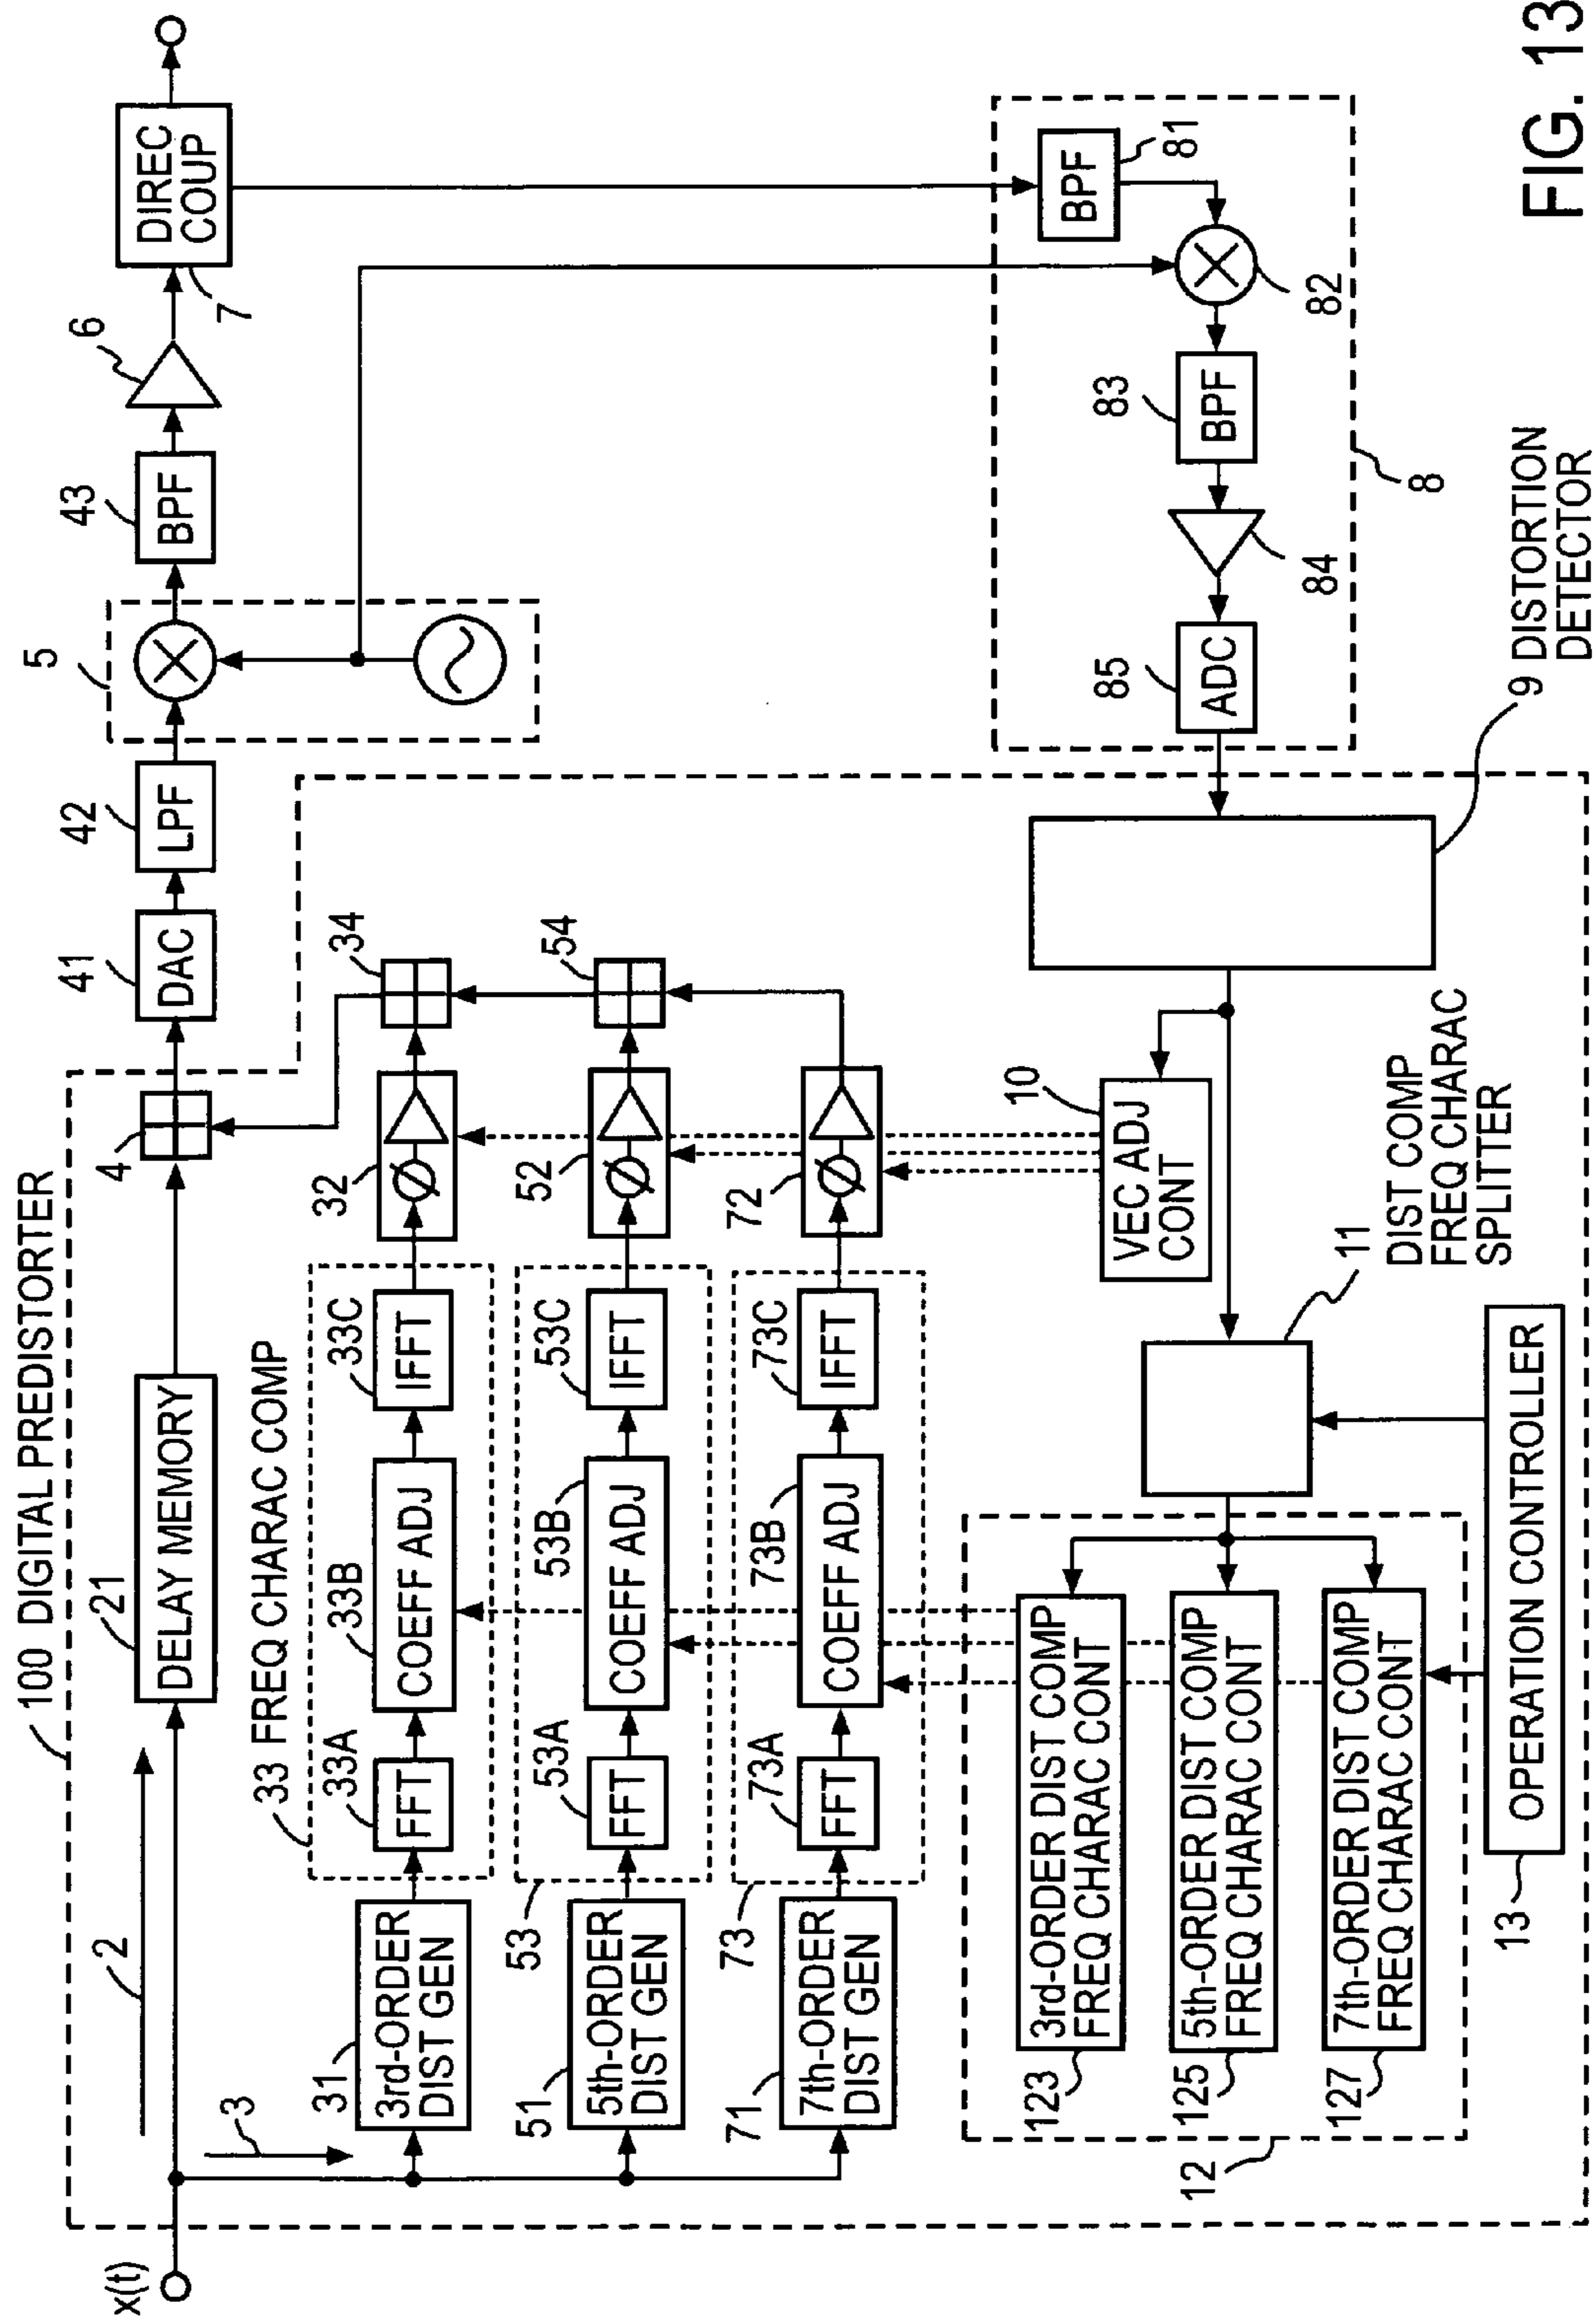 100 DIGITAL PREDISTORTER
x(t)
2
3
21
DELAY MEMORY
4
41
DAC
42
LPF
5
43
BPF
6
7
DIREC
COUP
33 FREQ CHARAC COMP
31
3rd-ORDER
DIST GEN
33A
FFT
33B
COEFF ADJ
33C
IFFT
32
34
51
5th-ORDER
DIST GEN
53
53A
FFT
53B
COEFF ADJ
53C
IFFT
52
54
71
7th-ORDER
DIST GEN
73
73A
FFT
73B
COEFF ADJ
73C
IFFT
72
81
BPF
82
83
BPF
84
85
ADC
8
9 DISTORTION
DETECTOR
10
VEC ADJ
CONT
11
DIST COMP
FREQ CHARAC
SPLITTER
12
123
3rd-ORDER DIST COMP
FREQ CHARAC CONT
125
5th-ORDER DIST COMP
FREQ CHARAC CONT
127
7th-ORDER DIST COMP
FREQ CHARAC CONT
13
OPERATION CONTROLLER
FIG. 13